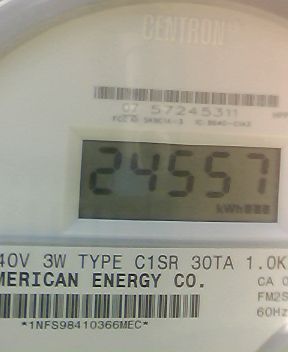 CENTRON
07 57245311
24557
kWh
40V 3W TYPE C1SR 30TA 1.0K
MERICAN ENERGY CO.
CA 0
FM2S
60Hz
*1NFS98410366MEC*